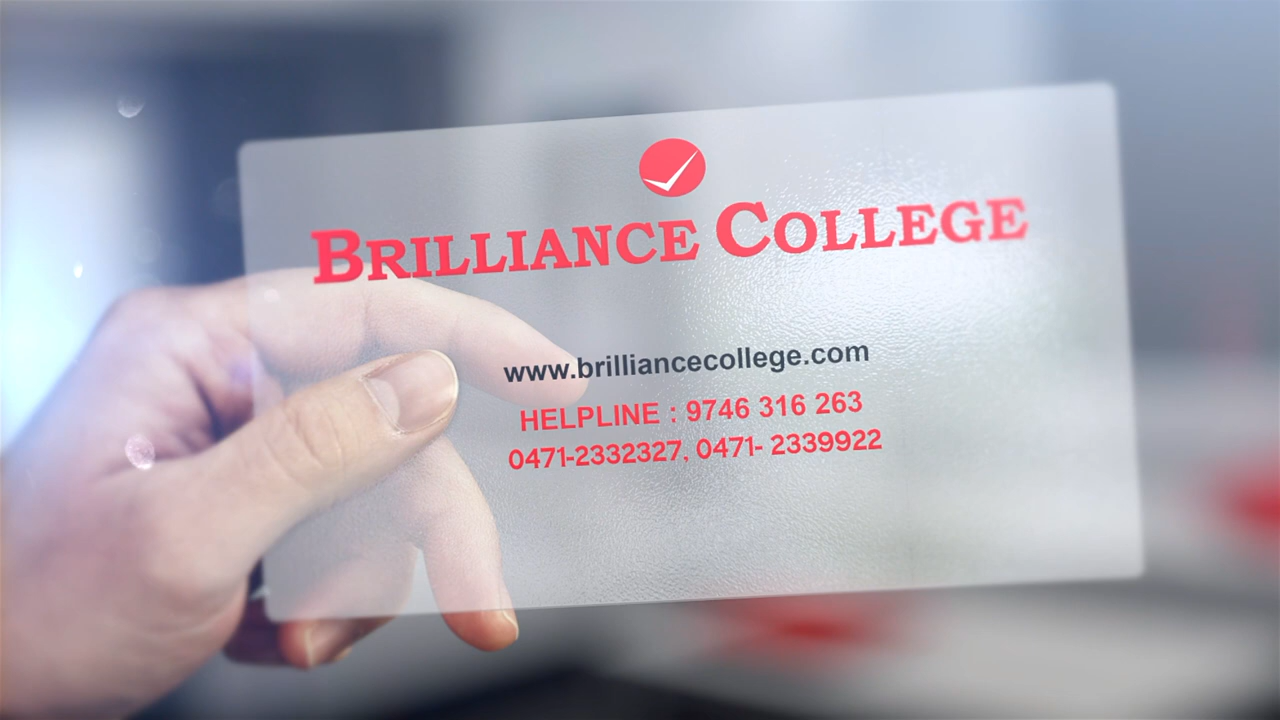 BRILLIANCE COLLEGE
www.brilliancecollege.com
HELPLINE : 9746 316 263
0471-2332327, 0471- 2339922